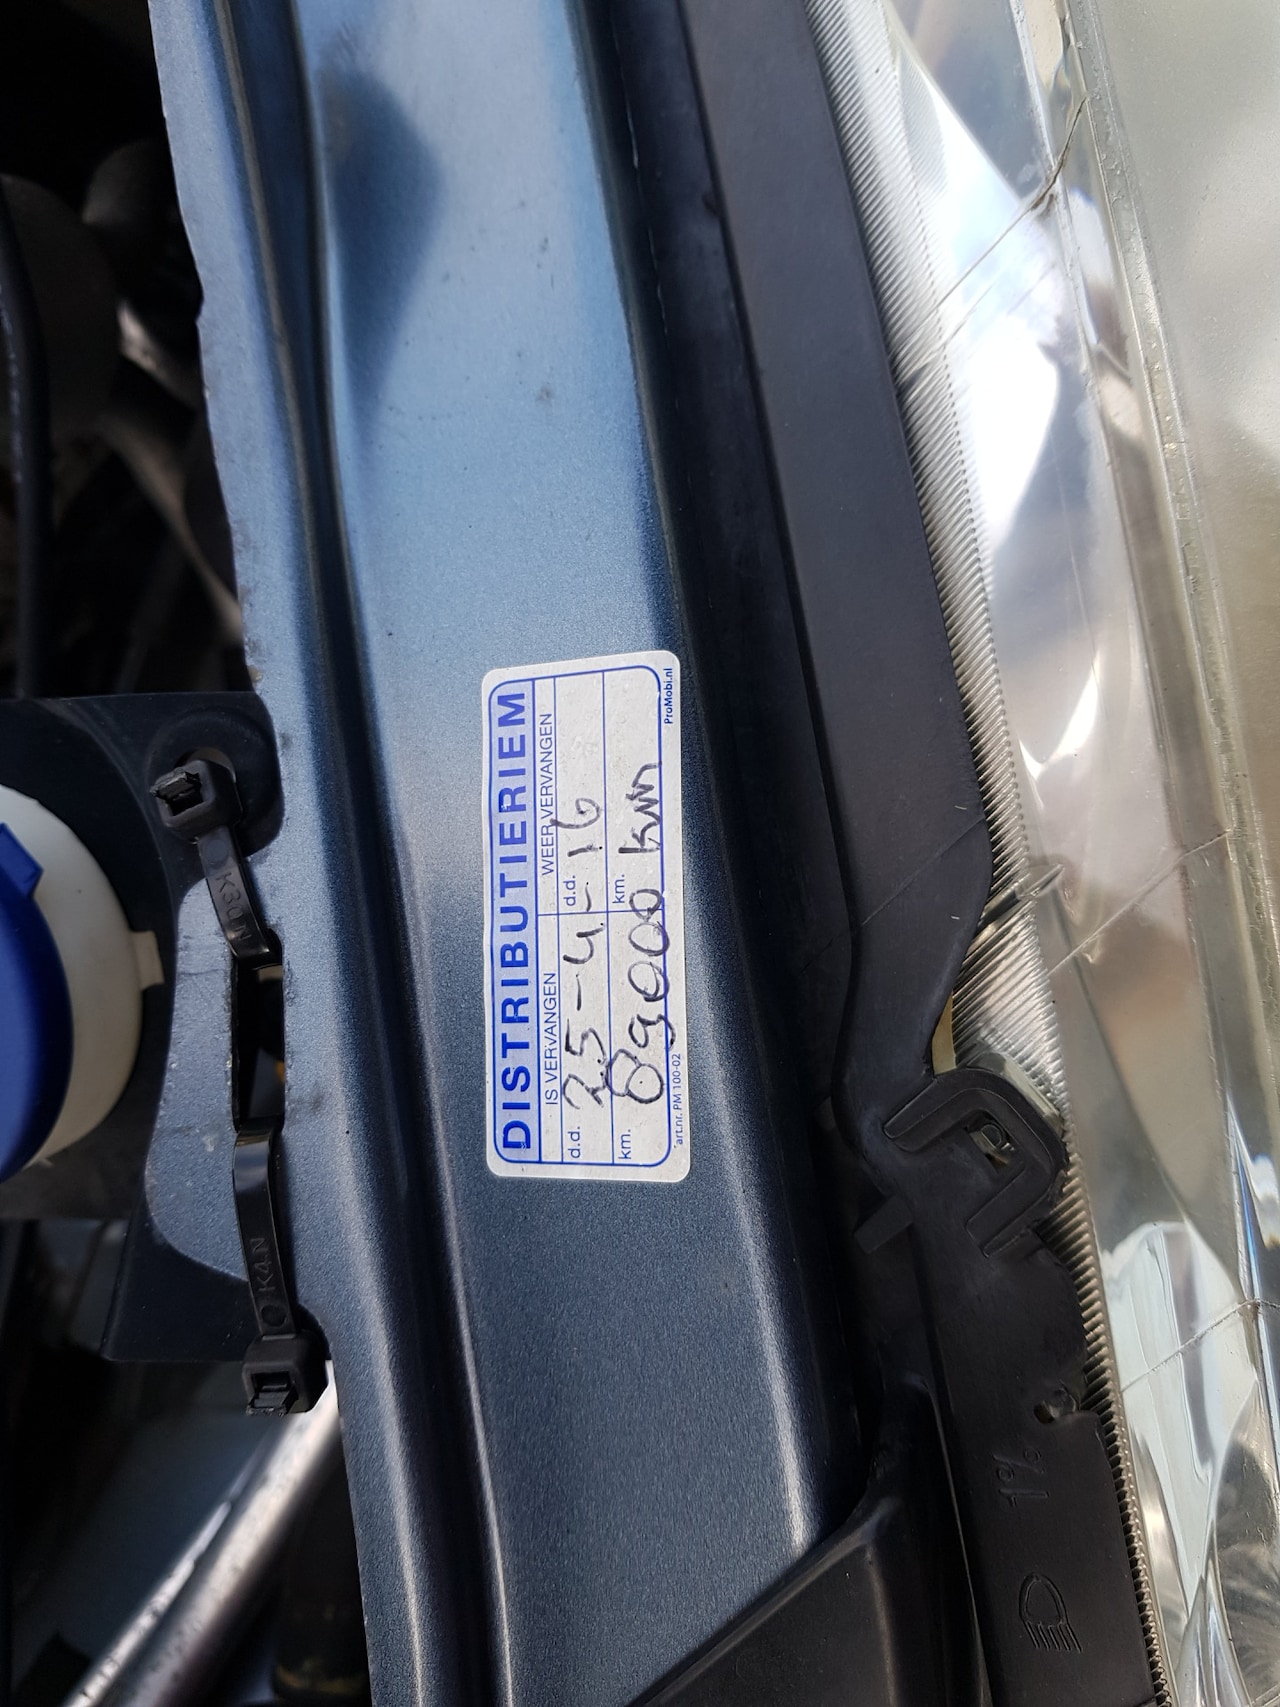 DISTRIBUTIERIEM
IS VERVANGEN WEER VERVANGEN
d.d. 25-4-16 d.d.
km. 89000 km km.
art.nr. PM 100-02 ProMobi.nl
1%